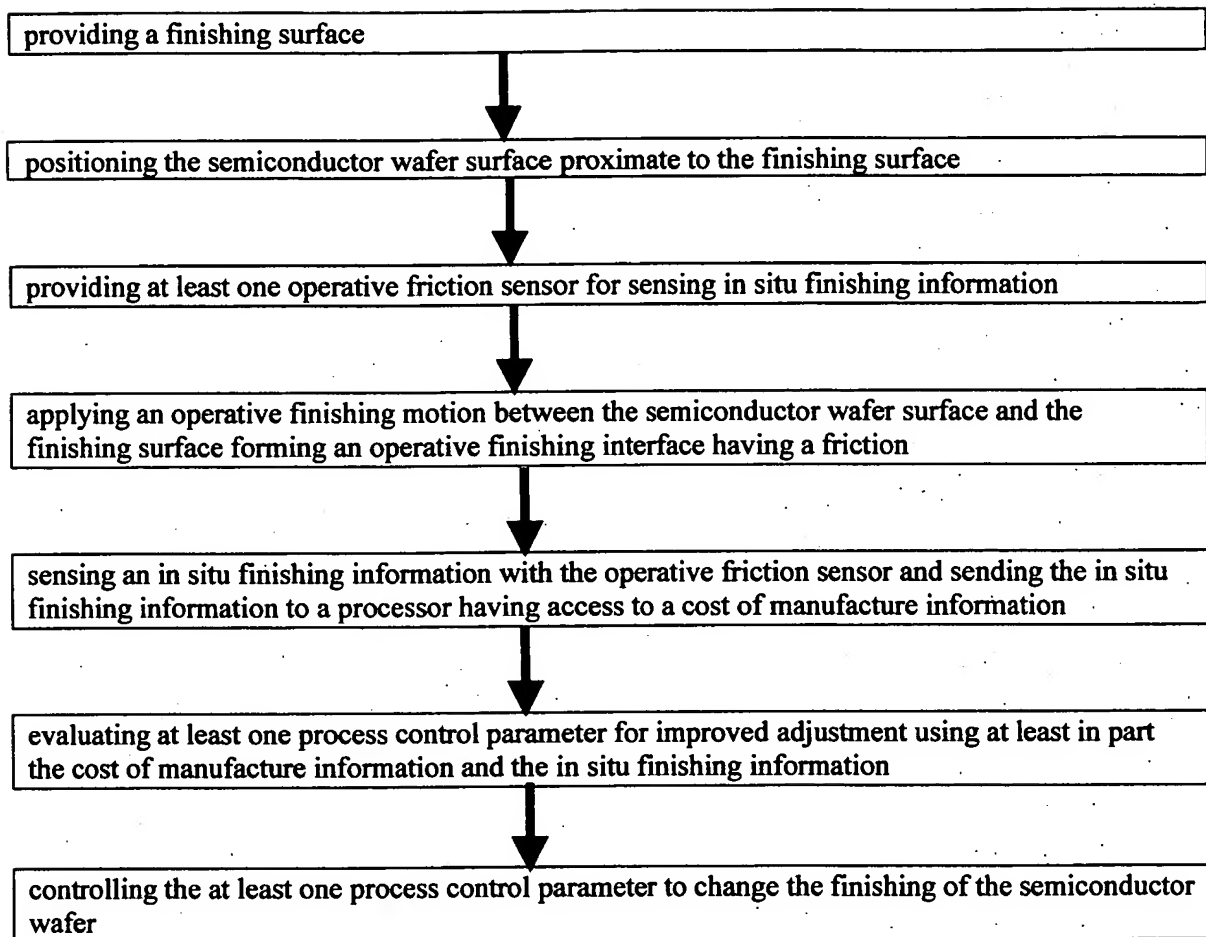 providing a finishing surface
positioning the semiconductor wafer surface proximate to the finishing surface
providing at least one operative friction sensor for sensing in situ finishing information
applying an operative finishing motion between the semiconductor wafer surface and the
finishing surface forming an operative finishing interface having a friction
sensing an in situ finishing information with the operative friction sensor and sending the in situ
finishing information to a processor having access to a cost of manufacture information
evaluating at least one process control parameter for improved adjustment using at least in part
the cost of manufacture information and the in situ finishing information
controlling the at least one process control parameter to change the finishing of the semiconductor
wafer